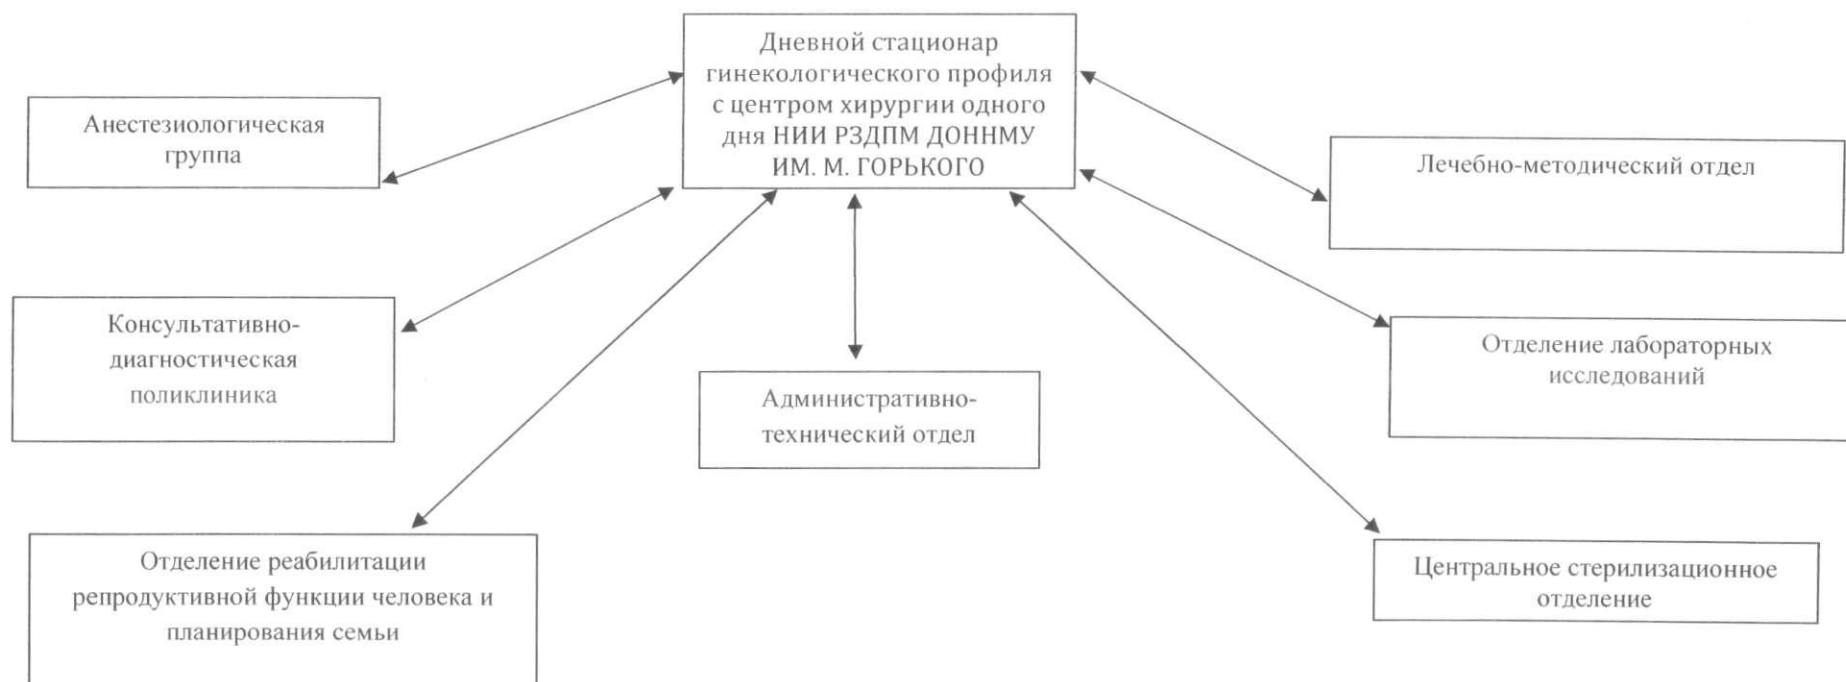 Дневной стационар
гинекологического профиля
с центром хирургии одного
дня НИИ РЗДПМ ДОННМУ
ИМ. М. ГОРЬКОГО
Анестезиологическая
группа
Лечебно-методический отдел
Консультативно-
диагностическая
поликлиника
Административно-
технический отдел
Отделение лабораторных
исследований
Отделение реабилитации
репродуктивной функции человека и
планирования семьи
Центральное стерилизационное
отделение